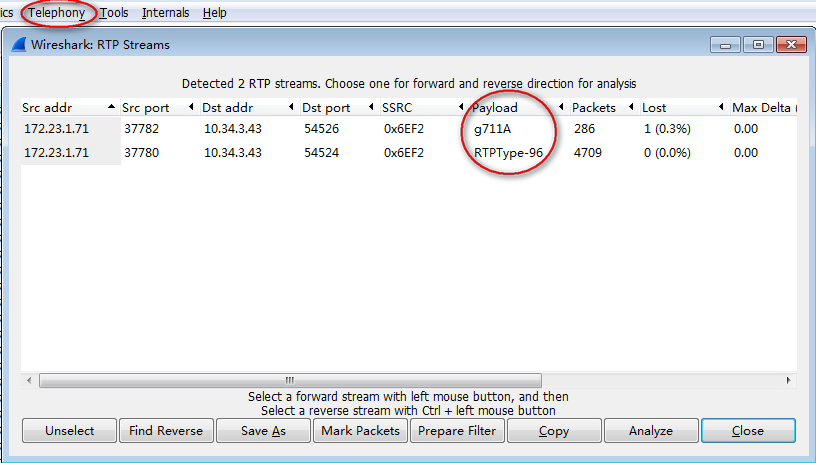 ics Telephony Tools Internals Help
Wireshark: RTP Streams
Detected 2 RTP streams. Choose one for forward and reverse direction for analysis
Src addr Src port Dst addr Dst port SSRC Payload Packets Lost Max Delta (
172.23.1.71 37782 10.34.3.43 54526 0x6EF2 g711A 286 1 (0.3%) 0.00
172.23.1.71 37780 10.34.3.43 54524 0x6EF2 RTPType-96 4709 0 (0.0%) 0.00
Select a forward stream with left mouse button, and then
Select a reverse stream with Ctrl + left mouse button
Unselect Find Reverse Save As Mark Packets Prepare Filter Copy Analyze Close